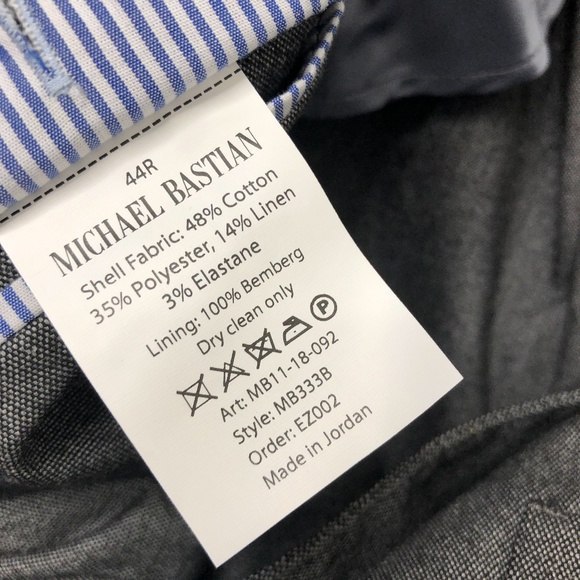 44R
MICHAEL BASTIAN
Shell Fabric: 48% Cotton
35% Polyester, 14% Linen
3% Elastane
Lining: 100% Bemberg
Dry clean only
P
Art: MB11-18-092
Style: MB333B
Order: EZ002
Made in Jordan